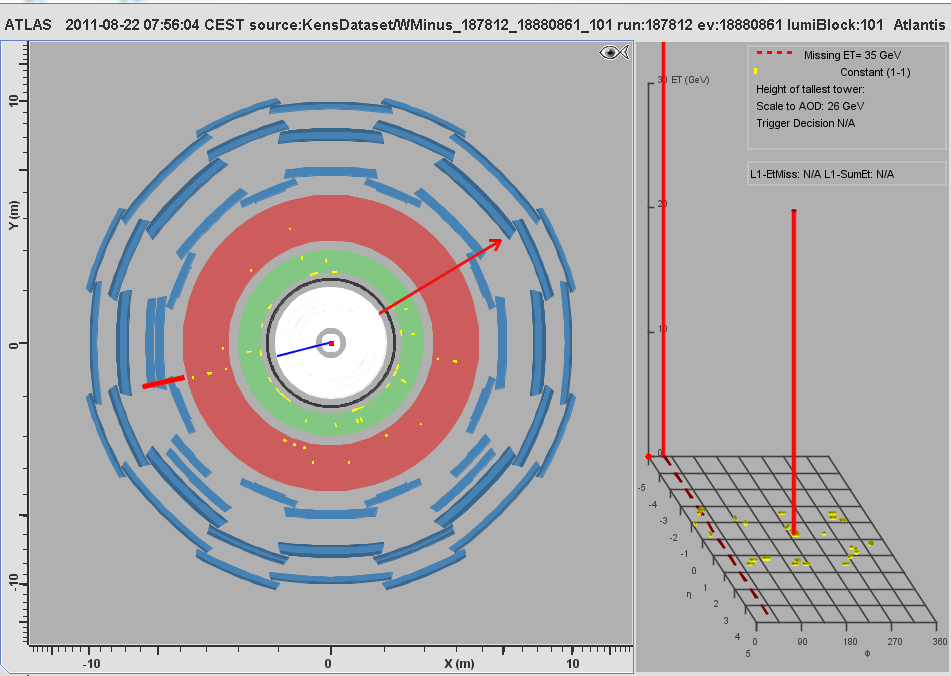 ATLAS 2011-08-22 07:56:04 CEST source:KensDataset/WMinus_187812_18880861_101 run:187812 ev:18880861 lumiBlock:101 Atlantis
10
Y (m)
0
-10
-10
0
X (m)
10
30 ET (GeV)
20
10
0
Missing ET= 35 GeV
Constant (1-1)
Height of tallest tower:
Scale to AOD: 26 GeV
Trigger Decision N/A
L1-EtMiss: N/A L1-SumEt: N/A
-5
-4
-3
-2
-1
0
1
2
3
4
5
η
0
90
180
270
360
Φ